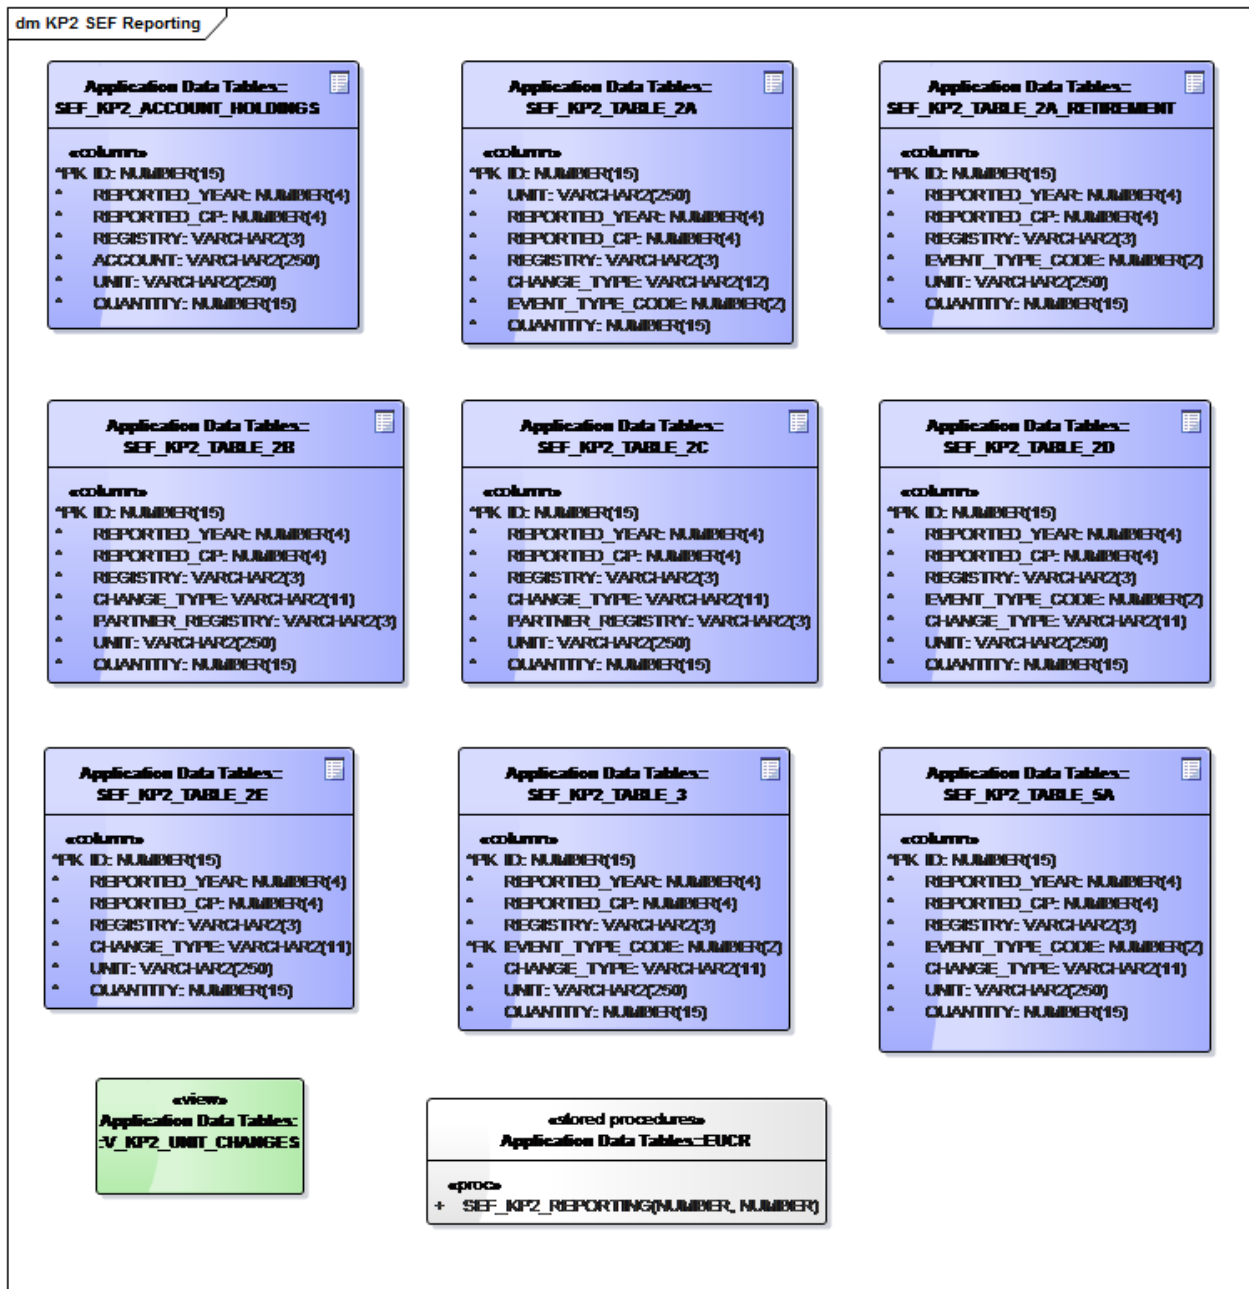 dm KP2 SEF Reporting
Application Data Tables::
SEF_KP2_ACCOUNT_HOLDINGS
«column»
*PK ID: NUMBER(15)
* REPORTED_YEAR: NUMBER(4)
* REPORTED_CP: NUMBER(4)
* REGISTRY: VARCHAR2(3)
* ACCOUNT: VARCHAR2(250)
* UNIT: VARCHAR2(250)
* QUANTITY: NUMBER(15)
Application Data Tables::
SEF_KP2_TABLE_2A
«column»
*PK ID: NUMBER(15)
* UNIT: VARCHAR2(250)
* REPORTED_YEAR: NUMBER(4)
* REPORTED_CP: NUMBER(4)
* REGISTRY: VARCHAR2(3)
* CHANGE_TYPE: VARCHAR2(12)
* EVENT_TYPE_CODE: NUMBER(2)
* QUANTITY: NUMBER(15)
Application Data Tables::
SEF_KP2_TABLE_2A_RETIREMENT
«column»
*PK ID: NUMBER(15)
* REPORTED_YEAR: NUMBER(4)
* REPORTED_CP: NUMBER(4)
* REGISTRY: VARCHAR2(3)
* EVENT_TYPE_CODE: NUMBER(2)
* UNIT: VARCHAR2(250)
* QUANTITY: NUMBER(15)
Application Data Tables::
SEF_KP2_TABLE_2B
«column»
*PK ID: NUMBER(15)
* REPORTED_YEAR: NUMBER(4)
* REPORTED_CP: NUMBER(4)
* REGISTRY: VARCHAR2(3)
* CHANGE_TYPE: VARCHAR2(11)
* PARTNER_REGISTRY: VARCHAR2(3)
* UNIT: VARCHAR2(250)
* QUANTITY: NUMBER(15)
Application Data Tables::
SEF_KP2_TABLE_2C
«column»
*PK ID: NUMBER(15)
* REPORTED_YEAR: NUMBER(4)
* REPORTED_CP: NUMBER(4)
* REGISTRY: VARCHAR2(3)
* CHANGE_TYPE: VARCHAR2(11)
* PARTNER_REGISTRY: VARCHAR2(3)
* UNIT: VARCHAR2(250)
* QUANTITY: NUMBER(15)
Application Data Tables::
SEF_KP2_TABLE_2D
«column»
*PK ID: NUMBER(15)
* REPORTED_YEAR: NUMBER(4)
* REPORTED_CP: NUMBER(4)
* REGISTRY: VARCHAR2(3)
* EVENT_TYPE_CODE: NUMBER(2)
* CHANGE_TYPE: VARCHAR2(11)
* UNIT: VARCHAR2(250)
* QUANTITY: NUMBER(15)
Application Data Tables::
SEF_KP2_TABLE_2E
«column»
*PK ID: NUMBER(15)
* REPORTED_YEAR: NUMBER(4)
* REPORTED_CP: NUMBER(4)
* REGISTRY: VARCHAR2(3)
* CHANGE_TYPE: VARCHAR2(11)
* UNIT: VARCHAR2(250)
* QUANTITY: NUMBER(15)
Application Data Tables::
SEF_KP2_TABLE_3
«column»
*PK ID: NUMBER(15)
* REPORTED_YEAR: NUMBER(4)
* REPORTED_CP: NUMBER(4)
* REGISTRY: VARCHAR2(3)
*FK EVENT_TYPE_CODE: NUMBER(2)
* CHANGE_TYPE: VARCHAR2(11)
* UNIT: VARCHAR2(250)
* QUANTITY: NUMBER(15)
Application Data Tables::
SEF_KP2_TABLE_5A
«column»
*PK ID: NUMBER(15)
* REPORTED_YEAR: NUMBER(4)
* REPORTED_CP: NUMBER(4)
* REGISTRY: VARCHAR2(3)
* EVENT_TYPE_CODE: NUMBER(2)
* CHANGE_TYPE: VARCHAR2(11)
* UNIT: VARCHAR2(250)
* QUANTITY: NUMBER(15)
«view»
Application Data Tables:
:V_KP2_UNIT_CHANGES
«stored procedures»
Application Data Tables::EUCR
«proc»
+ SEF_KP2_REPORTING(NUMBER, NUMBER)